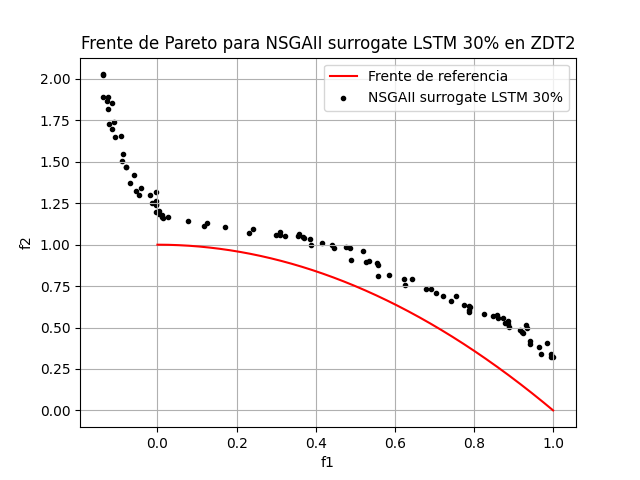 Frente de Pareto para NSGAII surrogate LSTM 30% en ZDT2
Frente de referencia
NSGAII surrogate LSTM 30%
2.00
1.75
1.50
1.25
1.00
0.75
0.50
0.25
0.00
f2
0.0 0.2 0.4 0.6 0.8 1.0
f1